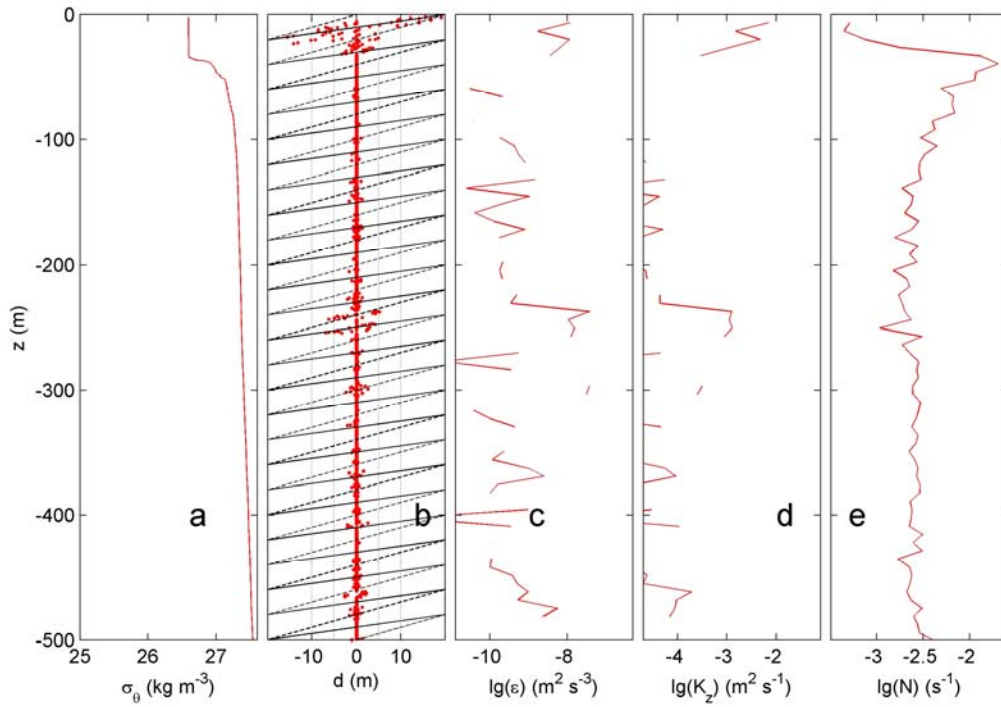 0
-100
-200
-300
-400
-500
z (m)
a b c d e
25 26 27
-10 0 10
-10 -8
-4 -3 -2
-3 -2.5 -2
σθ (kg m-3)
d (m)
lg(ε) (m2 s-3)
lg(Kz) (m2 s-1)
lg(N) (s-1)